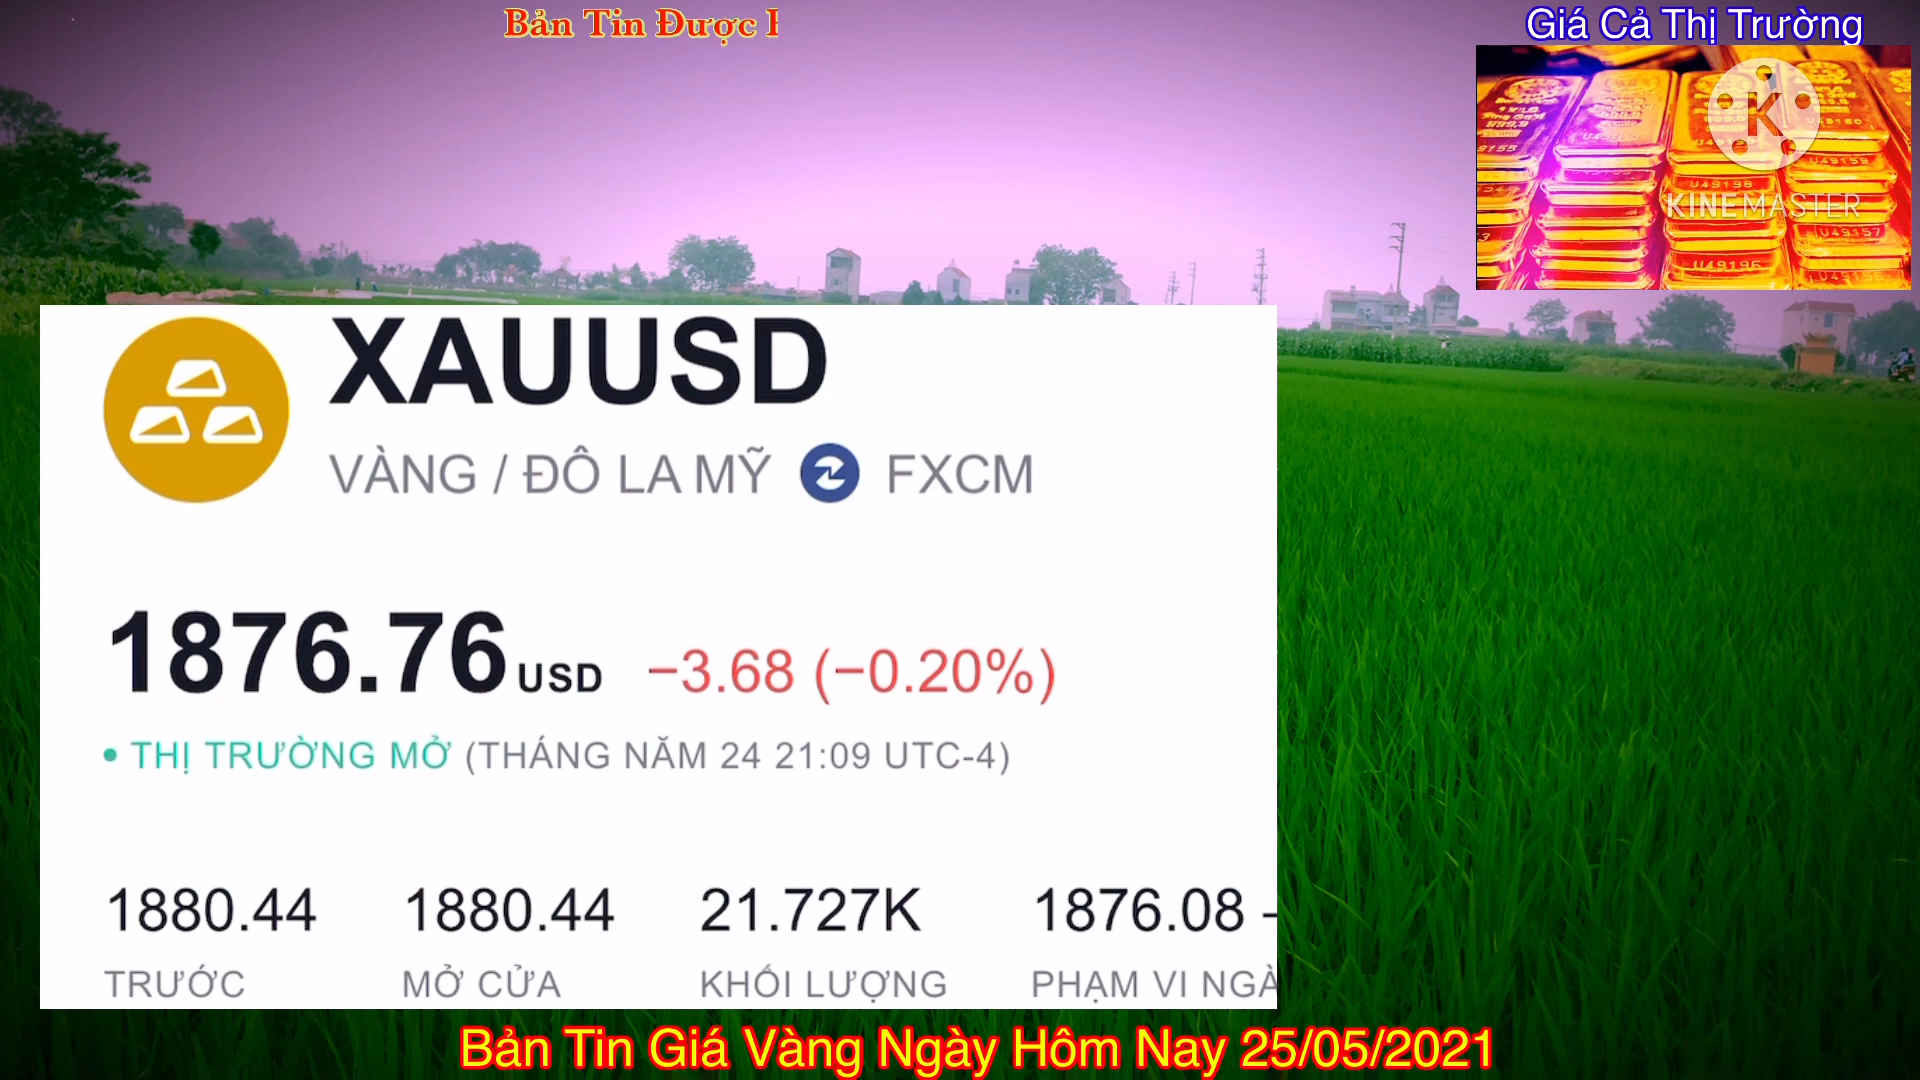 Bản Tin Được
Giá Cả Thị Trường
KINEMASTER
XAUUSD
VÀNG / ĐÔ LA MỸ FXCM
1876.76 USD −3.68 (−0.20%)
• THỊ TRƯỜNG MỞ (THÁNG NĂM 24 21:09 UTC-4)
1880.44 1880.44 21.727K 1876.08 -
TRƯỚC MỞ CỬA KHỐI LƯỢNG PHẠM VI NGÀ
Bản Tin Giá Vàng Ngày Hôm Nay 25/05/2021